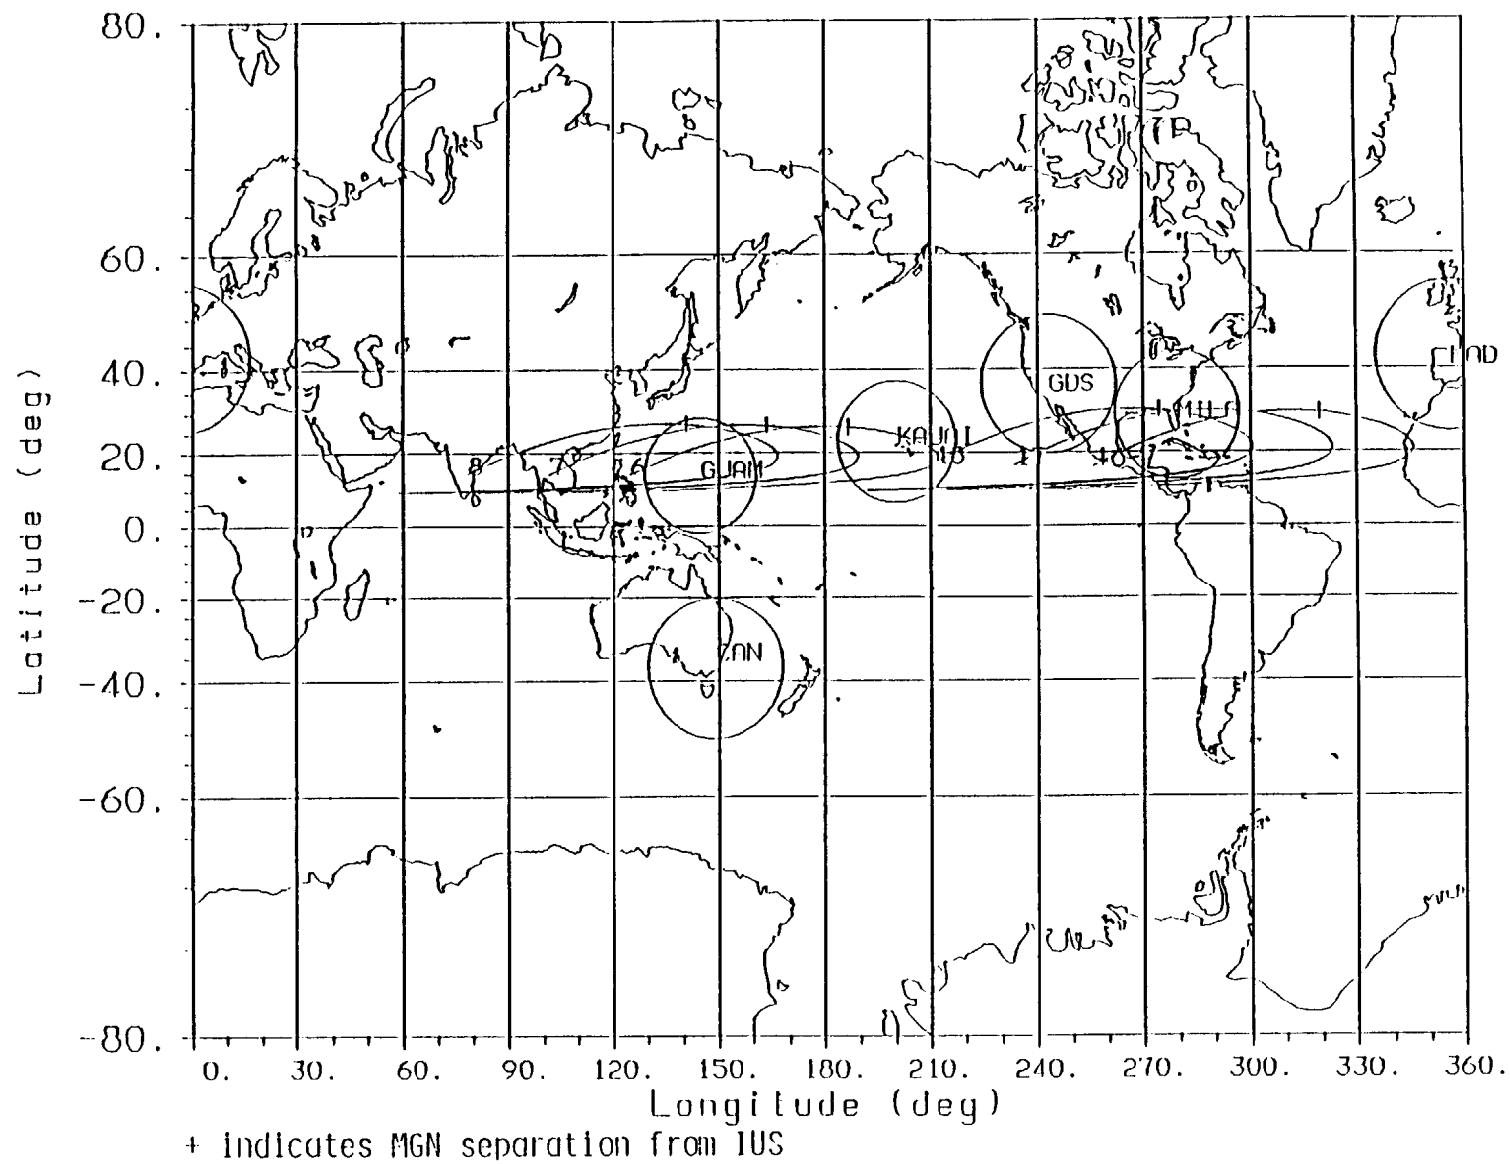 80.
60.
40.
20.
0.
-20.
-40.
-60.
-80.
Latitude (deg)
GDS
GUAM
0. 30. 60. 90. 120. 150. 180. 210. 240. 270. 300. 330. 360.
Longitude (deg)
+ indicates MGN separation from IUS